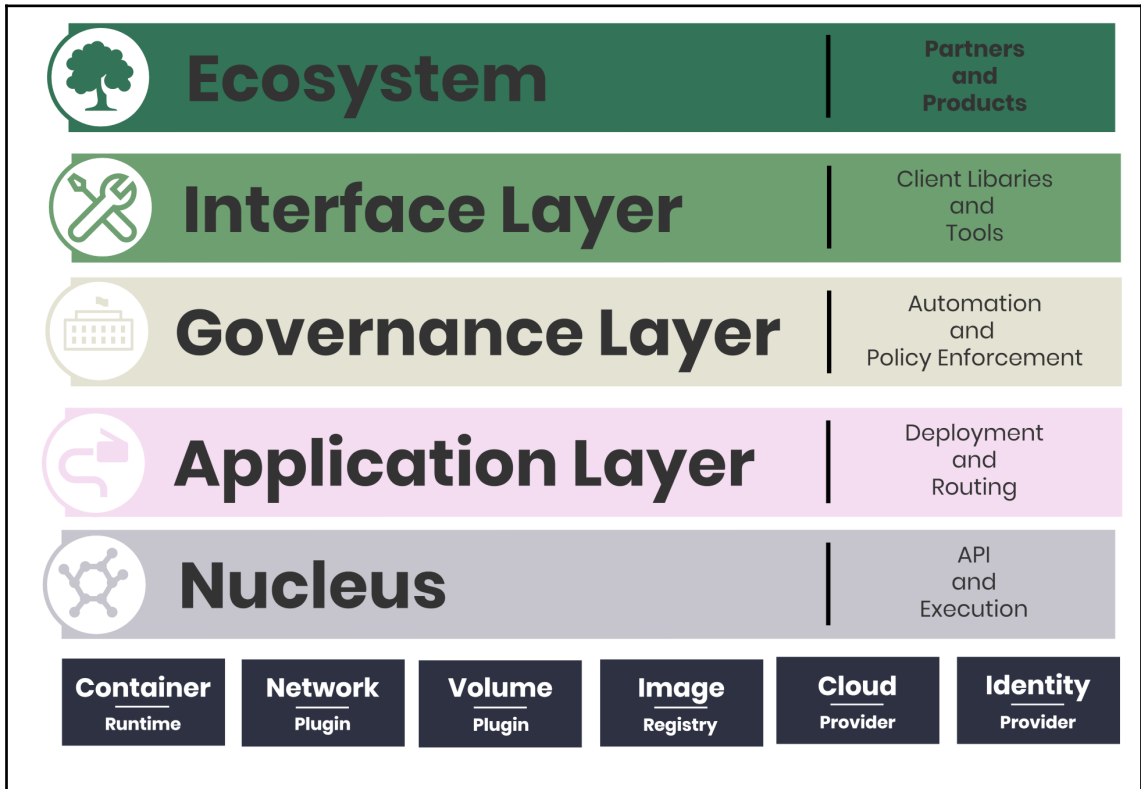 Ecosystem
Partners
and
Products
Interface Layer
Client Libaries
and
Tools
Governance Layer
Automation
and
Policy Enforcement
Application Layer
Deployment
and
Routing
Nucleus
API
and
Execution
Container
Runtime
Network
Plugin
Volume
Plugin
Image
Registry
Cloud
Provider
Identity
Provider